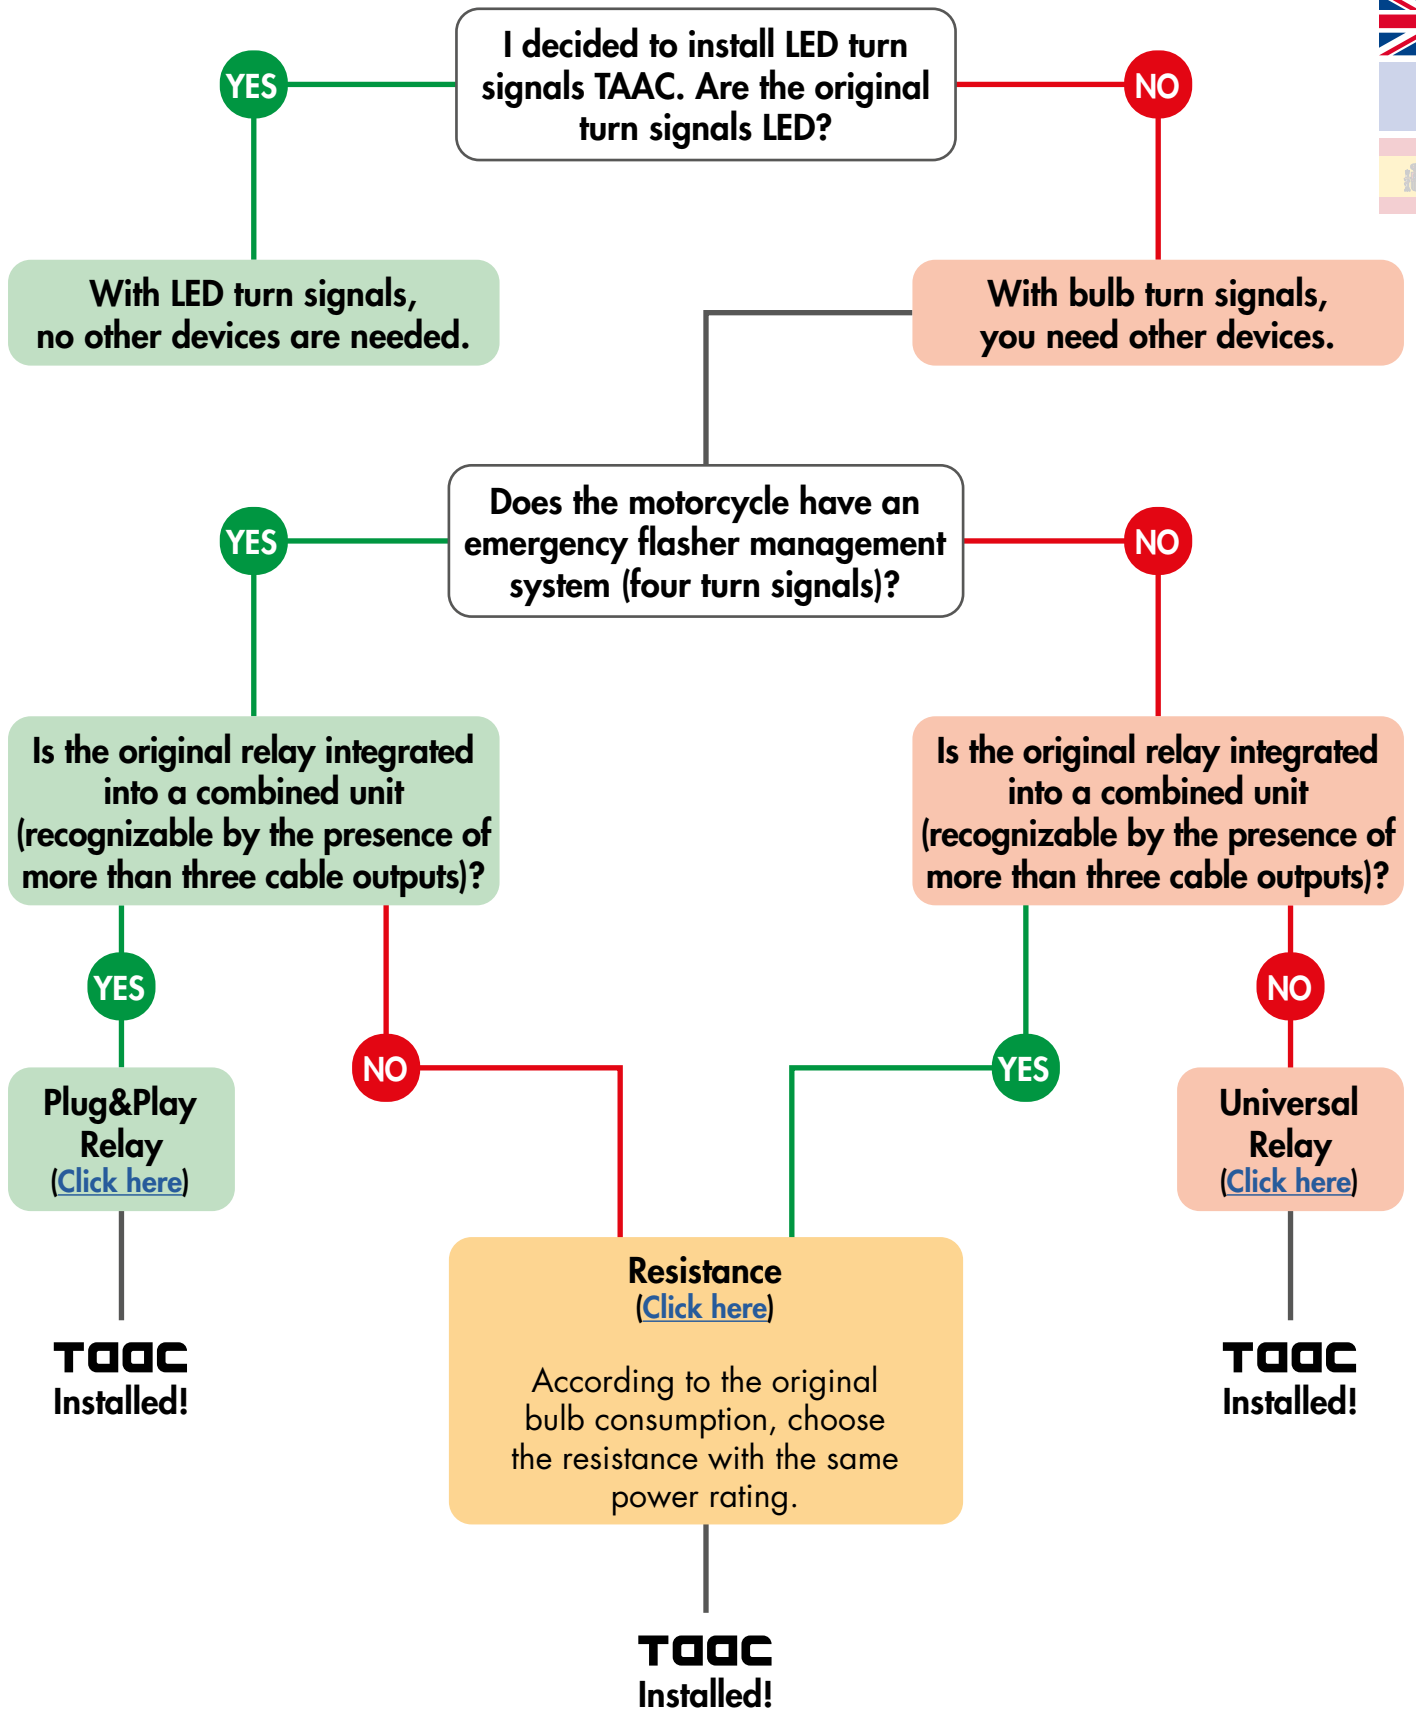 I decided to install LED turn
signals TAAC. Are the original
turn signals LED?
YES
NO
With LED turn signals,
no other devices are needed.
With bulb turn signals,
you need other devices.
Does the motorcycle have an
emergency flasher management
system (four turn signals)?
YES
NO
Is the original relay integrated
into a combined unit
(recognizable by the presence of
more than three cable outputs)?
Is the original relay integrated
into a combined unit
(recognizable by the presence of
more than three cable outputs)?
YES
NO
NO
YES
Plug&Play
Relay
(Click here)
Universal
Relay
(Click here)
Resistance
(Click here)
According to the original
bulb consumption, choose
the resistance with the same
power rating.
TAAC
Installed!
TAAC
Installed!
TAAC
Installed!